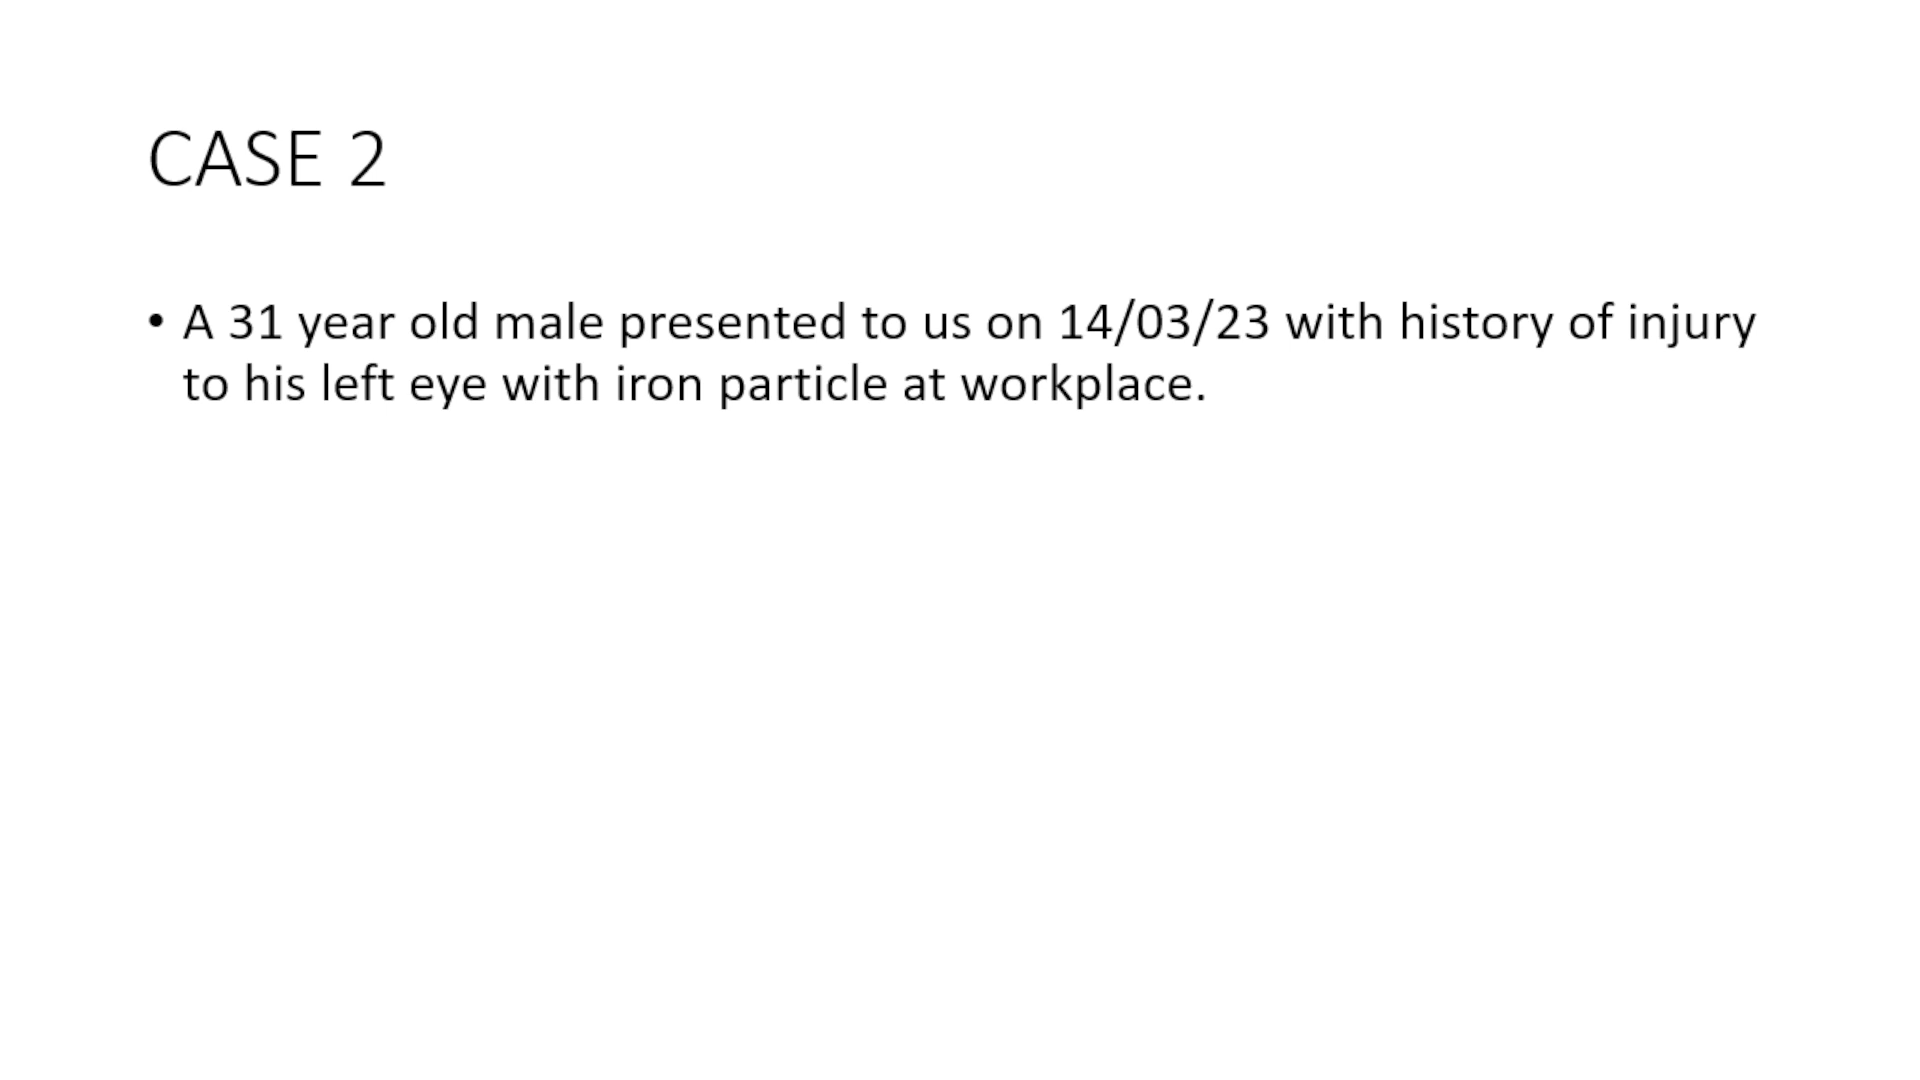 CASE 2
• A 31 year old male presented to us on 14/03/23 with history of injury
to his left eye with iron particle at workplace.